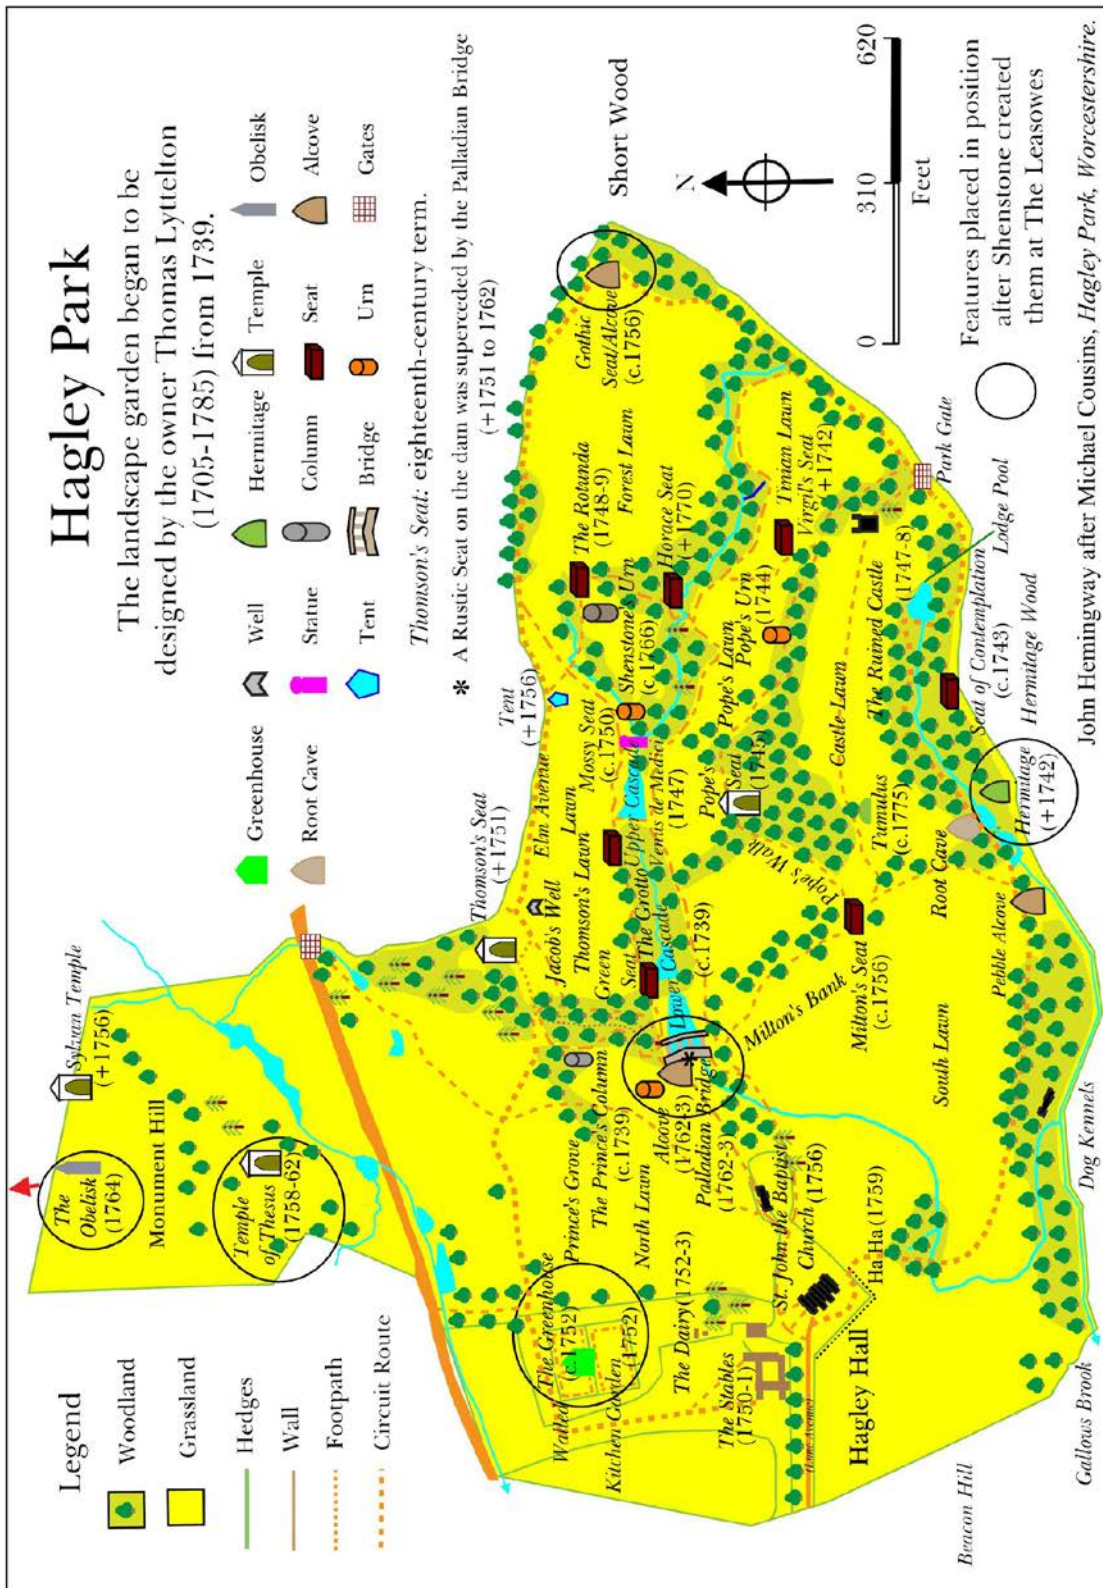 Hagley Park
The landscape garden began to be
designed by the owner Thomas Lyttelton
(1705-1785) from 1739.
Legend
Woodland
Grassland
Hedges
Wall
Footpath
Circuit Route
Greenhouse
Well
Hermitage
Temple
Obelisk
Root Cave
Statue
Column
Seat
Alcove
Tent
Bridge
Urn
Gates
Thomson's Seat: eighteenth-century term.
* A Rustic Seat on the dam was superceded by the Palladian Bridge
(+1751 to 1762)
The
Obelisk
(1764)
Sylvan Temple
(+1756)
Monument Hill
Temple
of Thesus
(1758-62)
Thomson's Seat
(+1751)
Tent
(+1756)
Elm Avenue
Lawn
Jacob's Well
Thomson's Lawn
Green
Seat
The Grotto
Upper Cascade
Mossy Seat
(c.1750)
Shenstone's Urn
(c.1766)
Venus de Medici
(1747)
The Rotunda
(1748-9)
Forest Lawn
Horace Seat
(+1770)
Gothic
Seat/Alcove
(c.1756)
Short Wood
The Greenhouse
(c.1752)
Walled
Kitchen Garden
(1752)
Prince's Grove
The Prince's Column
(c.1739)
North Lawn
Alcove
(1762-3)
*
Palladian Bridge
(1762-3)
Lower
Cascade
(c.1739)
Milton's Bank
Milton's Seat
(c.1756)
Pope's Walk
Pope's
Seat
(1745)
Pope's Lawn
Pope's Urn
(1744)
Tinian Lawn
Virgil's Seat
+1742)
Castle-Lawn
The Ruined Castle
(1747-8)
Park Gate
Tumulus
(c.1775)
Root Cave
Pebble Alcove
Hermitage
(+1742)
Seat of Contemplation
(c.1743)
Hermitage Wood
Lodge Pool
The Dairy (1752-3)
The Stables
(1750-1)
St. John the Baptist
Church (1756)
Ha Ha (1759)
Hagley Hall
(Lime Avenue)
South Lawn
Beacon Hill
Gallows Brook
Dog Kennels
N
0 310 620
Feet
Features placed in position
after Shenstone created
them at The Leasowes
John Hemingway after Michael Cousins, Hagley Park, Worcestershire.